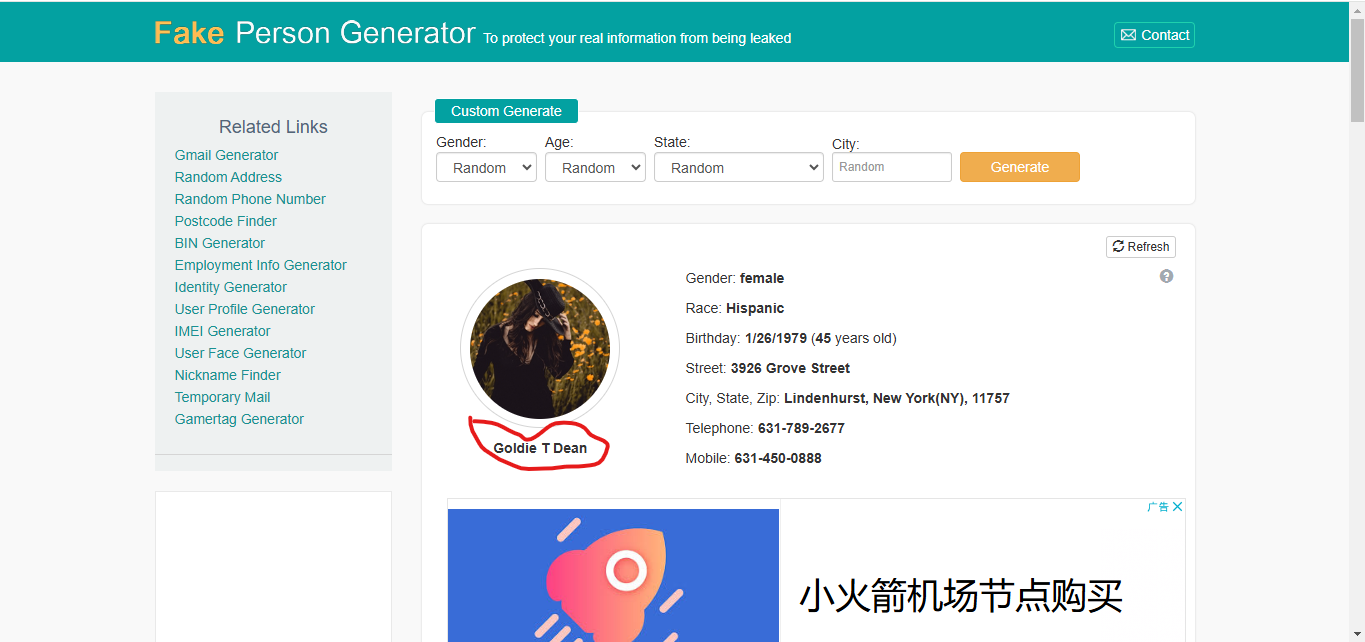 Fake Person Generator To protect your real information from being leaked
Contact
Related Links
Gmail Generator
Random Address
Random Phone Number
Postcode Finder
BIN Generator
Employment Info Generator
Identity Generator
User Profile Generator
IMEI Generator
User Face Generator
Nickname Finder
Temporary Mail
Gamertag Generator
Custom Generate
Gender:
Random
Age:
Random
State:
Random
City:
Random
Generate
Refresh
?
Goldie T Dean
Gender: female
Race: Hispanic
Birthday: 1/26/1979 (45 years old)
Street: 3926 Grove Street
City, State, Zip: Lindenhurst, New York(NY), 11757
Telephone: 631-789-2677
Mobile: 631-450-0888
广告
小火箭机场节点购买